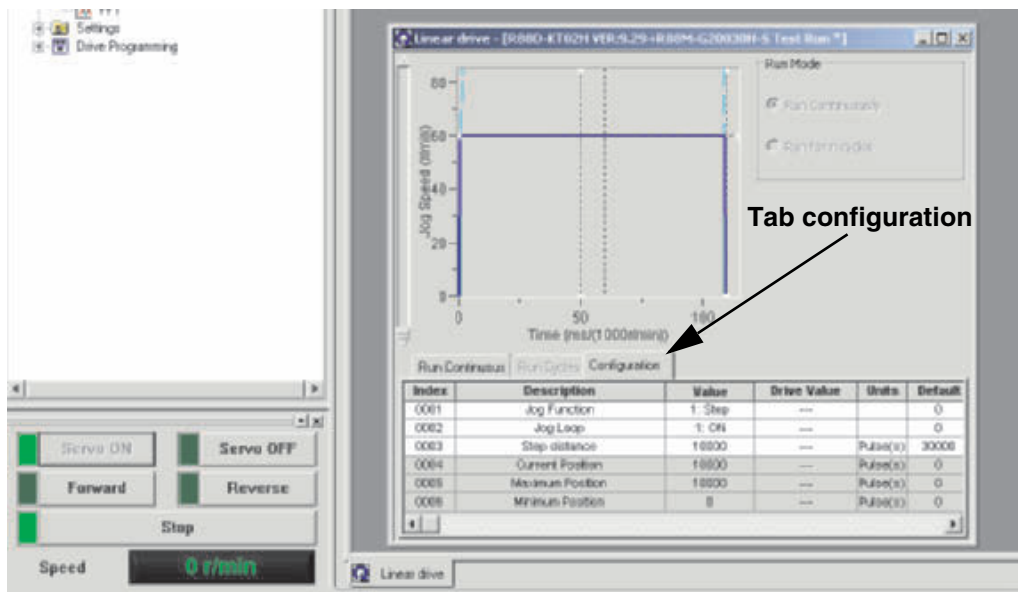 FFT
Settings
Drive Programming
Linear drive - [R88D-KT02H VER:9.29+R88M-G20030H-S Test Run *]
Run Mode
Run Continuously
80
60
40
20
0
Jog Speed (r/min)
0
50
100
Time (ms/(1000r/min))
Tab configuration
Run Continuous
Run Cycles
Configuration
Index Description Value Drive Value Units Default
0001 Jog Function 1: Step --- 0
0002 Jog Loop 1: ON --- 0
0003 Step distance 10000 --- Pulse(s) 30000
0004 Current Position 10000 --- Pulse(s) 0
0005 Maximum Position 10000 --- Pulse(s) 0
0006 Minimum Position 0 --- Pulse(s) 0
Servo ON
Servo OFF
Forward
Reverse
Stop
Speed
0 r/min
Linear drive